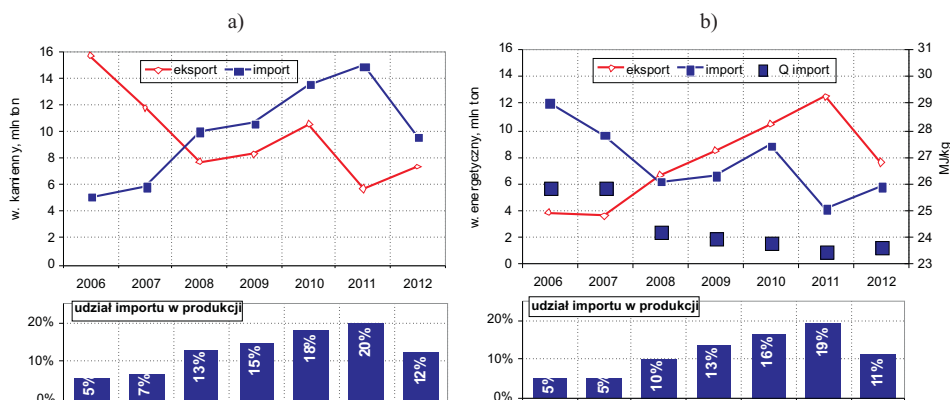 a)
w. kamienny, mln ton
16
14
12
10
8
6
4
2
0
eksport import
2006 2007 2008 2009 2010 2011 2012
udział importu w produkcji
20%
10%
0%
5% 7% 13% 15% 18% 20% 12%
b)
w. energetyczny, mln ton
16
14
12
10
8
6
4
2
0
eksport import Q import
31
30
29
28
27
26
25
24
23
MJ/kg
2006 2007 2008 2009 2010 2011 2012
udział importu w produkcji
20%
10%
0%
5% 5% 10% 13% 16% 19% 11%